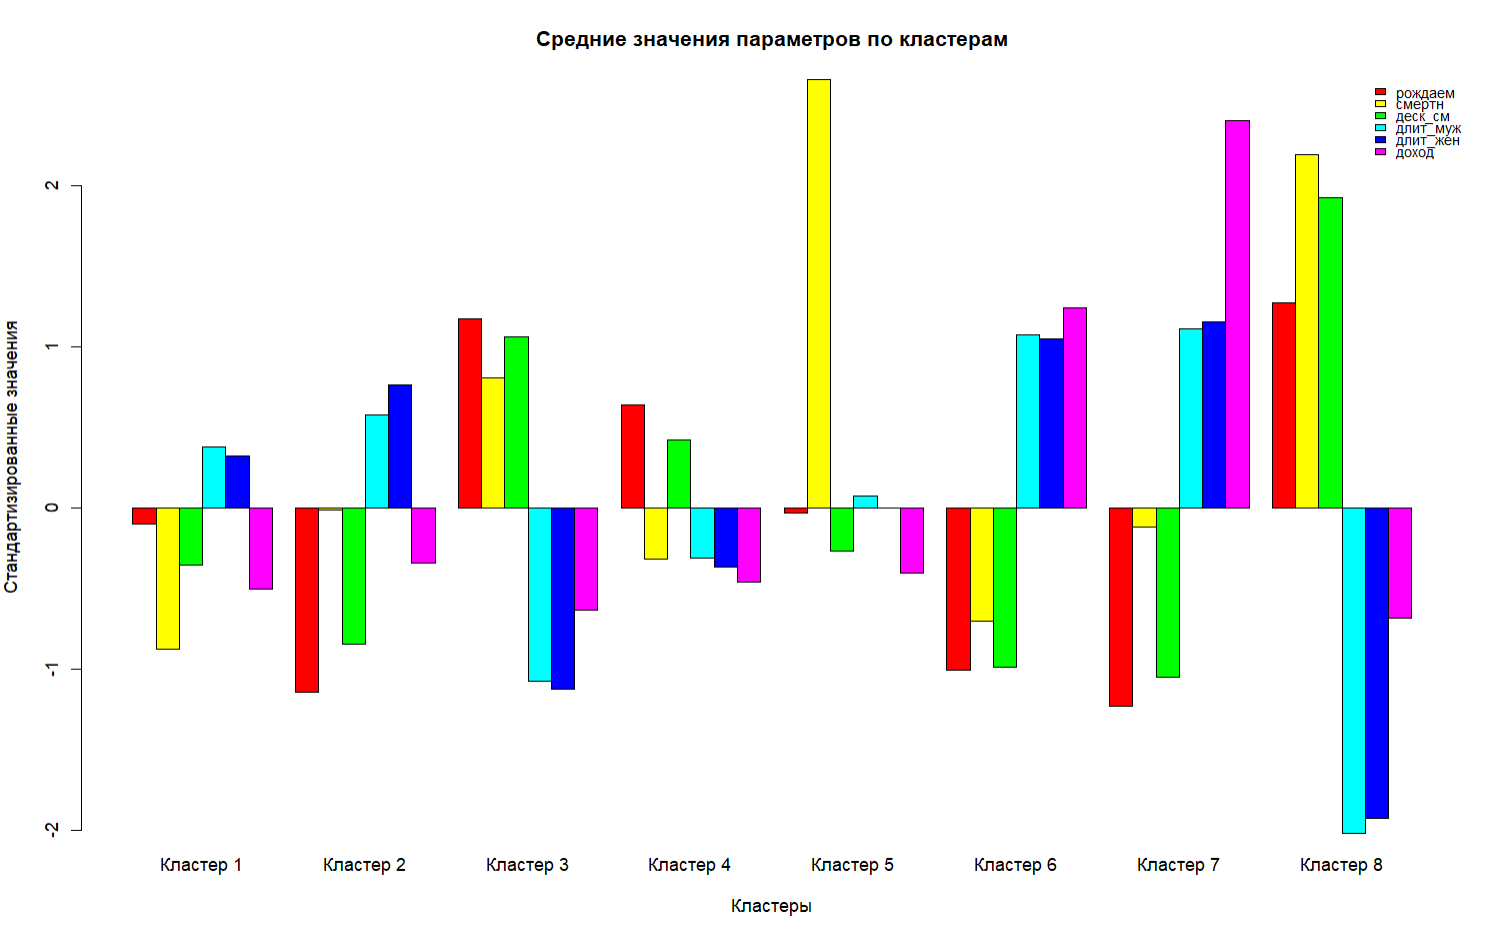 Средние значения параметров по кластерам
рождаем
смертн
деск_см
длит_муж
длит_жен
доход
Стандартизированные значения
2
1
0
-1
-2
Кластер 1 Кластер 2 Кластер 3 Кластер 4 Кластер 5 Кластер 6 Кластер 7 Кластер 8
Кластеры